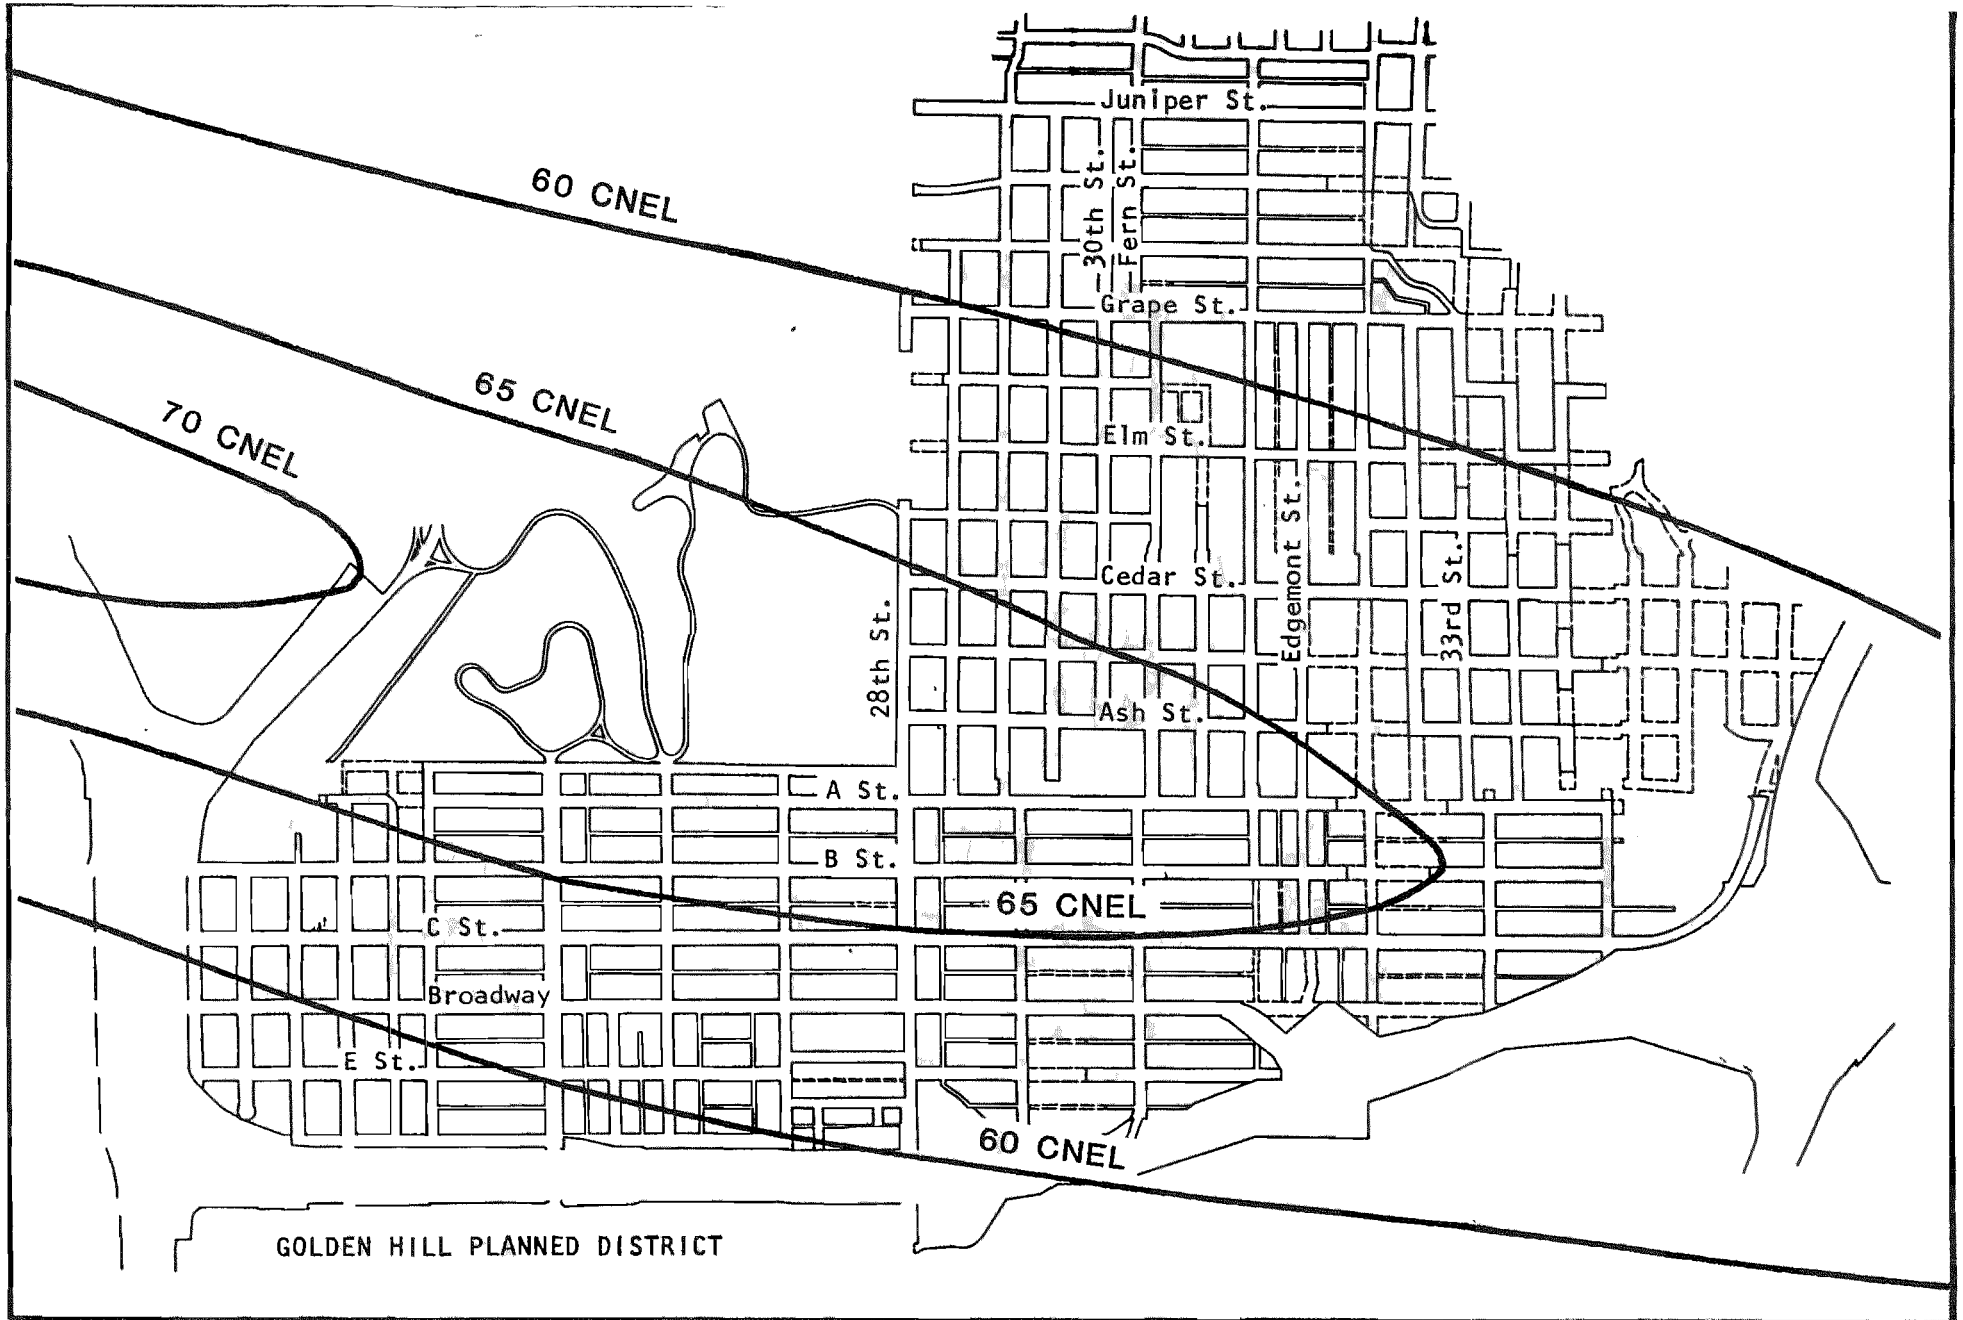 Juniper St.
30th St.
Fern St.
60 CNEL
Grape St.
65 CNEL
70 CNEL
Elm St.
Edgemont St.
Cedar St.
33rd St.
28th St.
Ash St.
A St.
B St.
65 CNEL
C St.
Broadway
E St.
60 CNEL
GOLDEN HILL PLANNED DISTRICT